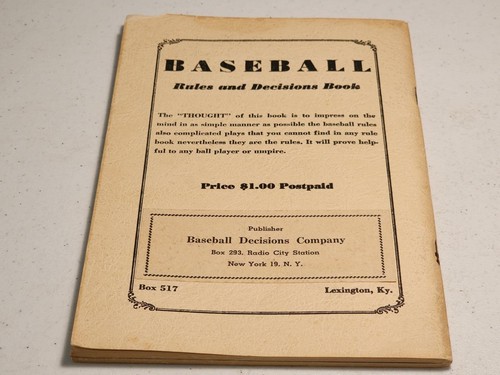 BASEBALL
Rules and Decisions Book
The "THOUGHT" of this book is to impress on the
mind in as simple manner as possible the baseball rules
also complicated plays that you cannot find in any rule
book nevertheless they are the rules. It will prove help-
ful to any ball player or umpire.
Price $1.00 Postpaid
Publisher
Baseball Decisions Company
Box 293, Radio City Station
New York 19, N. Y.
Box 517 Lexington, Ky.